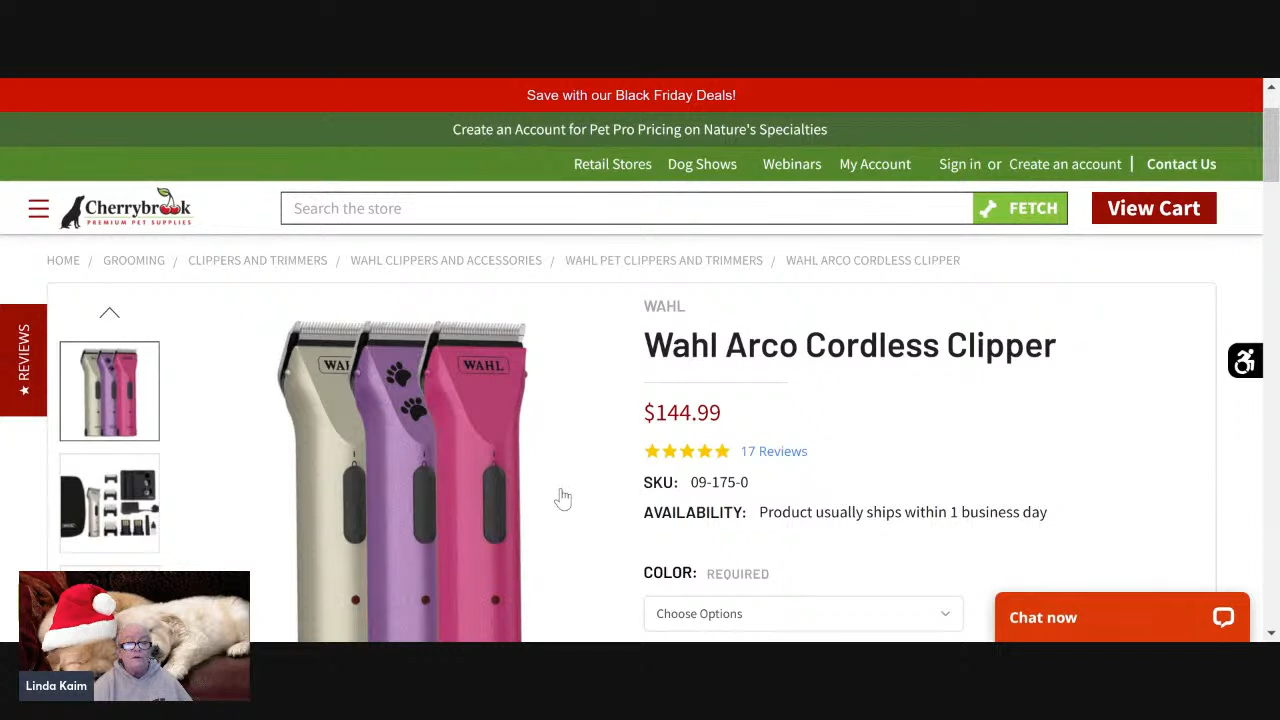 Save with our Black Friday Deals!
Create an Account for Pet Pro Pricing on Nature's Specialties
Retail Stores Dog Shows Webinars My Account Sign in or Create an account | Contact Us
Cherrybrook
PREMIUM PET SUPPLIES
Search the store
FETCH
View Cart
HOME / GROOMING / CLIPPERS AND TRIMMERS / WAHL CLIPPERS AND ACCESSORIES / WAHL PET CLIPPERS AND TRIMMERS / WAHL ARCO CORDLESS CLIPPER
★ REVIEWS
WAHL
Wahl Arco Cordless Clipper
WAHL
$144.99
17 Reviews
SKU: 09-175-0
AVAILABILITY: Product usually ships within 1 business day
COLOR: REQUIRED
Choose Options
Chat now
Linda Kaim